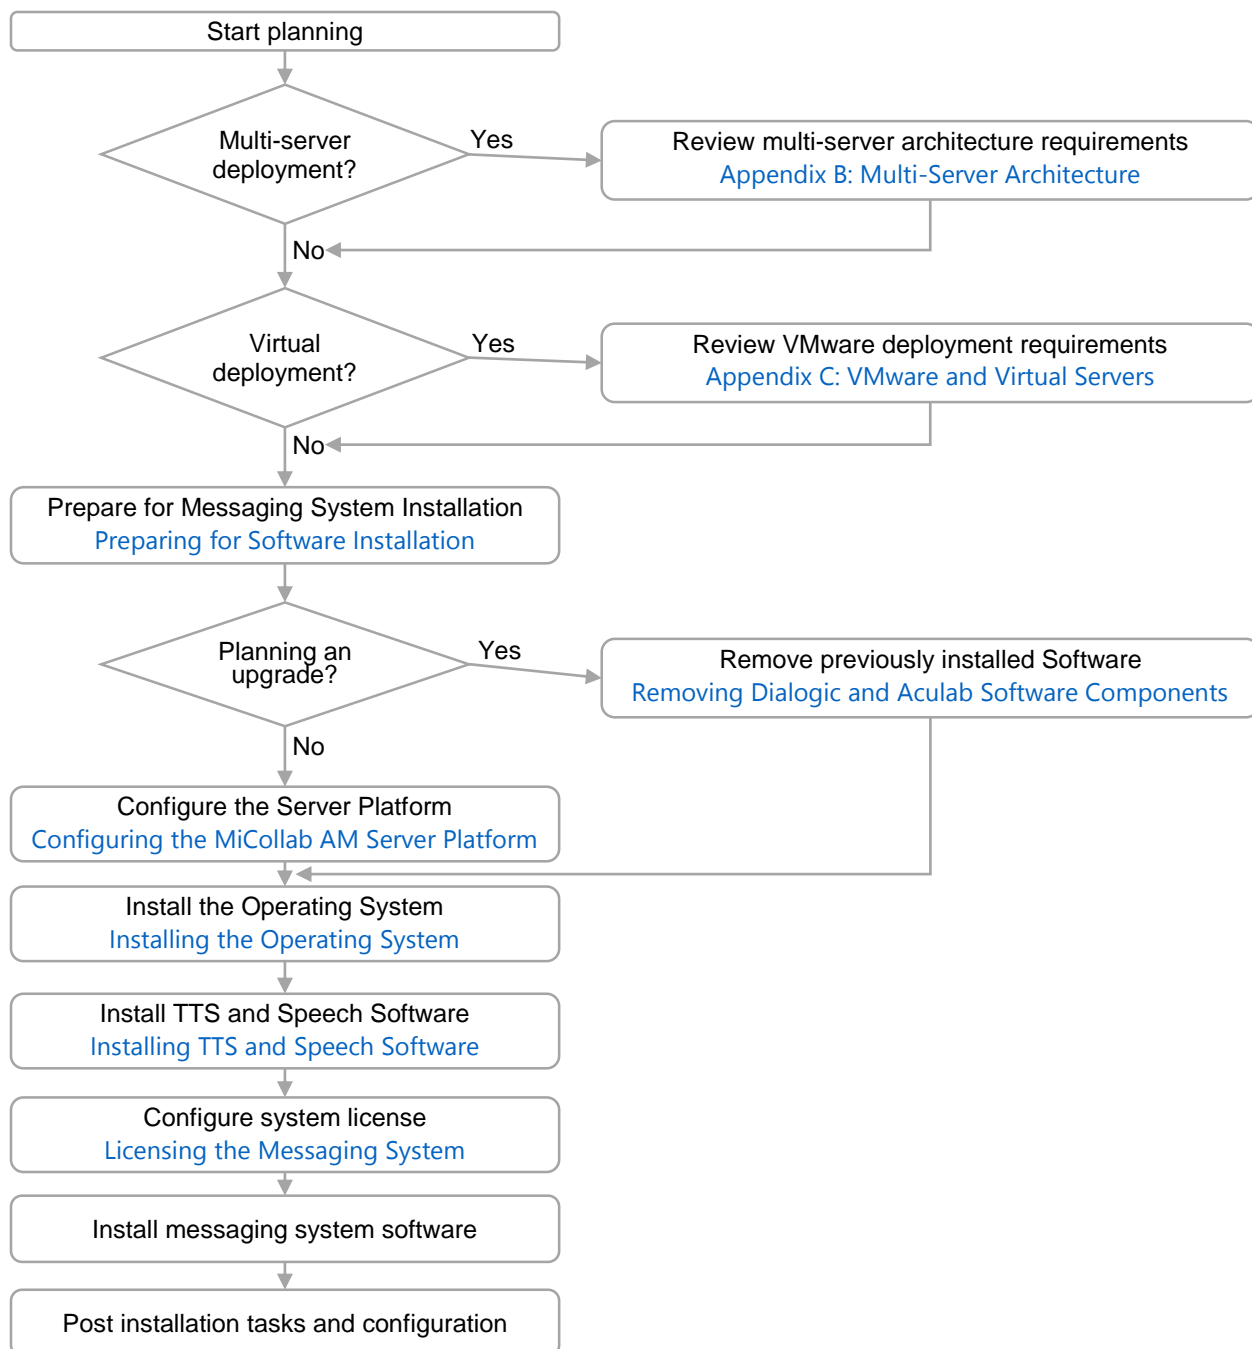 Start planning
Multi-server
deployment?
Yes
Review multi-server architecture requirements
Appendix B: Multi-Server Architecture
No
Virtual
deployment?
Yes
Review VMware deployment requirements
Appendix C: VMware and Virtual Servers
No
Prepare for Messaging System Installation
Preparing for Software Installation
Planning an
upgrade?
Yes
Remove previously installed Software
Removing Dialogic and Aculab Software Components
No
Configure the Server Platform
Configuring the MiCollab AM Server Platform
Install the Operating System
Installing the Operating System
Install TTS and Speech Software
Installing TTS and Speech Software
Configure system license
Licensing the Messaging System
Install messaging system software
Post installation tasks and configuration